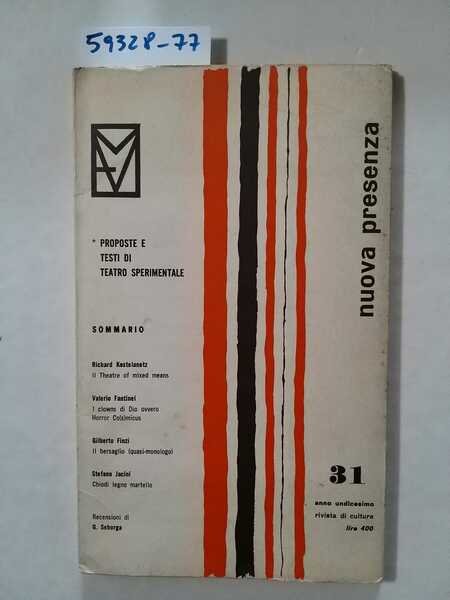 59328-77
* PROPOSTE E
TESTI DI
TEATRO SPERIMENTALE
SOMMARIO
Richard Kostelanetz
Il Theatre of mixed means
Valerio Fantinel
I clowns di Dio ovvero
Horror Co(s)micus
Gilberto Finzi
Il bersaglio (quasi-monologo)
Stefano Jacini
Chiodi legno martello
Recensioni di
G. Seborga
nuova presenza
31
anno undicesimo
rivista di cultura
lire 400